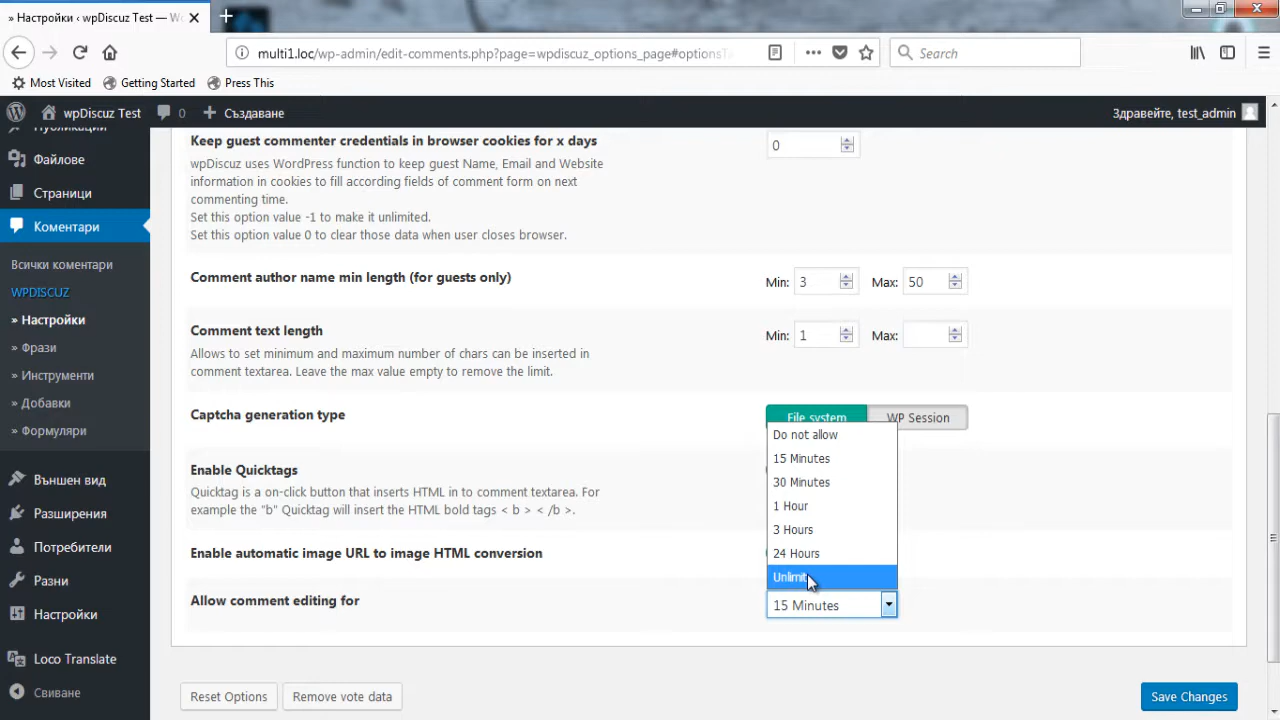 » Настройки ‹ wpDiscuz Test — W
multi1.loc/wp-admin/edit-comments.php?page=wpdiscuz_options_page#optionsT
Search
Most Visited
Getting Started
Press This
wpDiscuz Test
0
Създаване
Здравейте, test_admin
Публикации
Файлове
Страници
Коментари
Всички коментари
WPDISCUZ
» Настройки
» Фрази
» Инструменти
» Добавки
» Формуляри
Външен вид
Разширения
Потребители
Разни
Настройки
Loco Translate
Свиване
Keep guest commenter credentials in browser cookies for x days
wpDiscuz uses WordPress function to keep guest Name, Email and Website
information in cookies to fill according fields of comment form on next
commenting time.
Set this option value -1 to make it unlimited.
Set this option value 0 to clear those data when user closes browser.
0
Comment author name min length (for guests only)
Min: 3 Max: 50
Comment text length
Allows to set minimum and maximum number of chars can be inserted in
comment textarea. Leave the max value empty to remove the limit.
Min: 1 Max:
Captcha generation type
File system WP Session
Enable Quicktags
Quicktag is a on-click button that inserts HTML in to comment textarea. For
example the "b" Quicktag will insert the HTML bold tags < b > < /b >.
Enable automatic image URL to image HTML conversion
Allow comment editing for
Do not allow
15 Minutes
30 Minutes
1 Hour
3 Hours
24 Hours
Unlimit
15 Minutes
Reset Options
Remove vote data
Save Changes